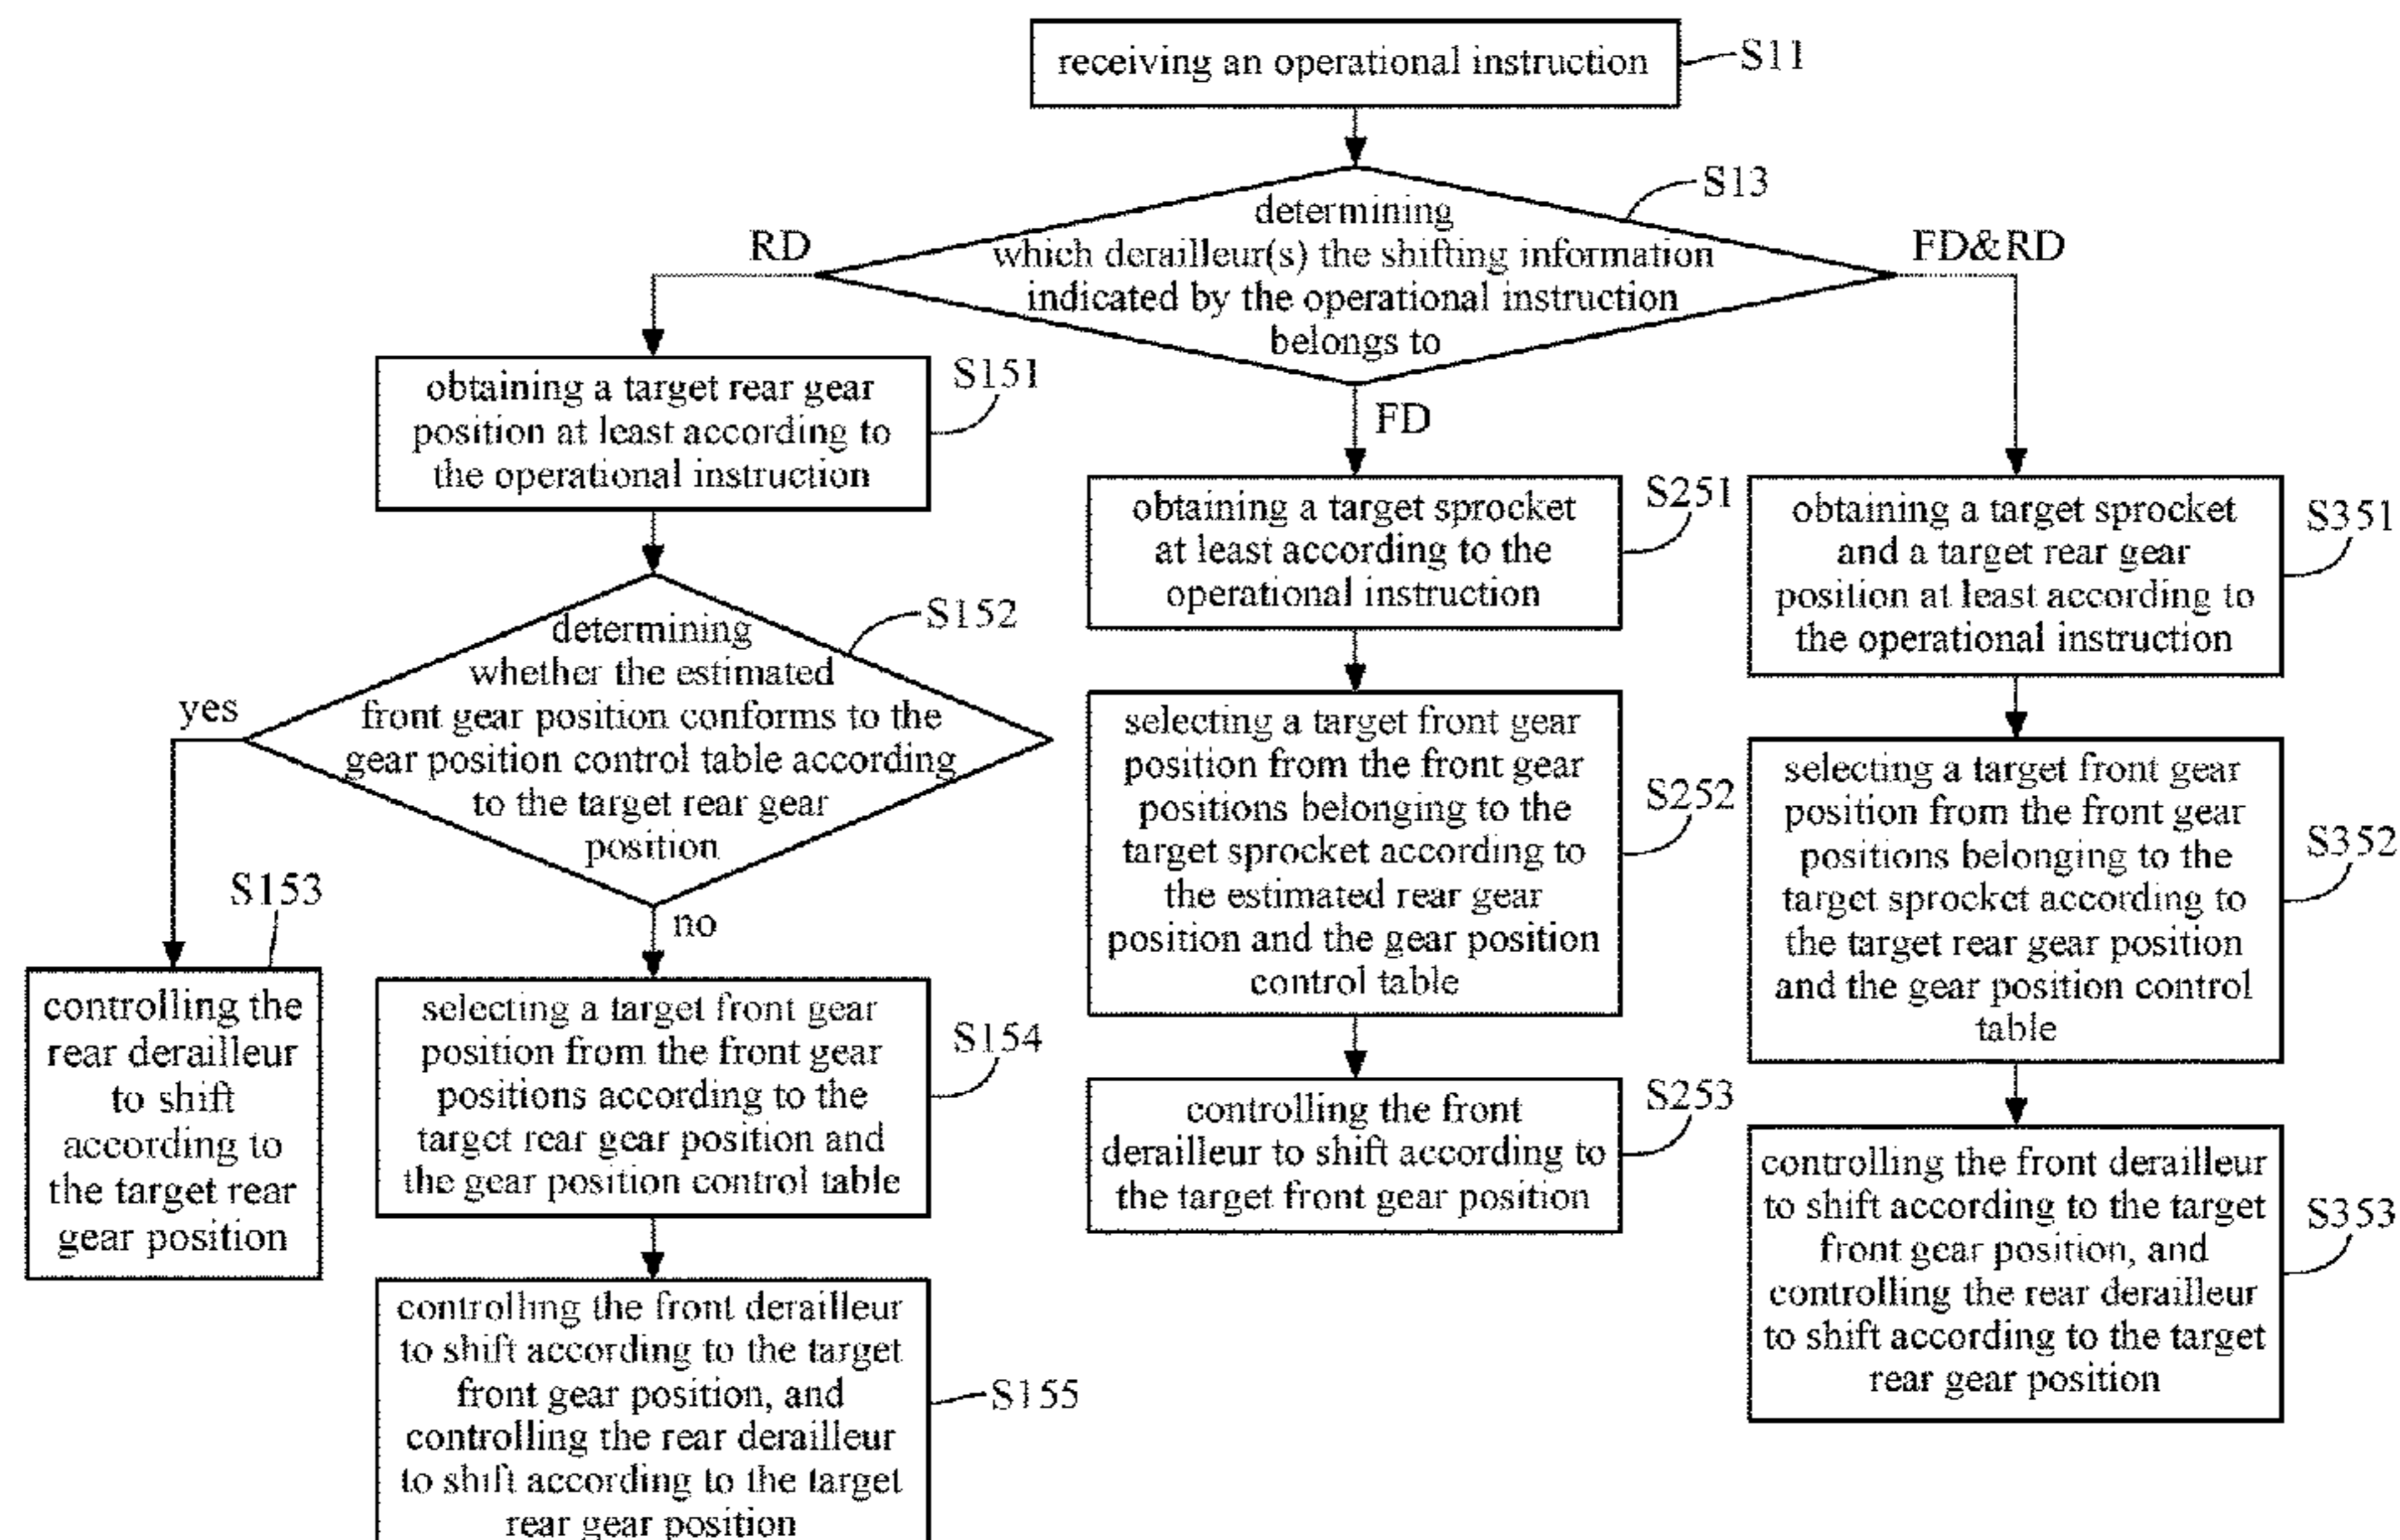 receiving an operational instruction
S11
determining
which derailleur(s) the shifting information
indicated by the operational instruction
belongs to
S13
RD
FD
FD&RD
obtaining a target rear gear
position at least according to
the operational instruction
S151
determining
whether the estimated
front gear position conforms to the
gear position control table according
to the target rear gear
position
S152
yes
no
controlling the
rear derailleur
to shift
according to
the target rear
gear position
S153
selecting a target front gear
position from the front gear
positions according to the
target rear gear position and
the gear position control table
S154
controlling the front derailleur
to shift according to the target
front gear position, and
controlling the rear derailleur
to shift according to the target
rear gear position
S155
obtaining a target sprocket
at least according to the
operational instruction
S251
selecting a target front gear
position from the front gear
positions belonging to the
target sprocket according to
the estimated rear gear
position and the gear position
control table
S252
controlling the front
derailleur to shift according to
the target front gear position
S253
obtaining a target sprocket
and a target rear gear
position at least according to
the operational instruction
S351
selecting a target front gear
position from the front gear
positions belonging to the
target sprocket according to
the target rear gear position
and the gear position control
table
S352
controlling the front derailleur
to shift according to the target
front gear position, and
controlling the rear derailleur
to shift according to the target
rear gear position
S353